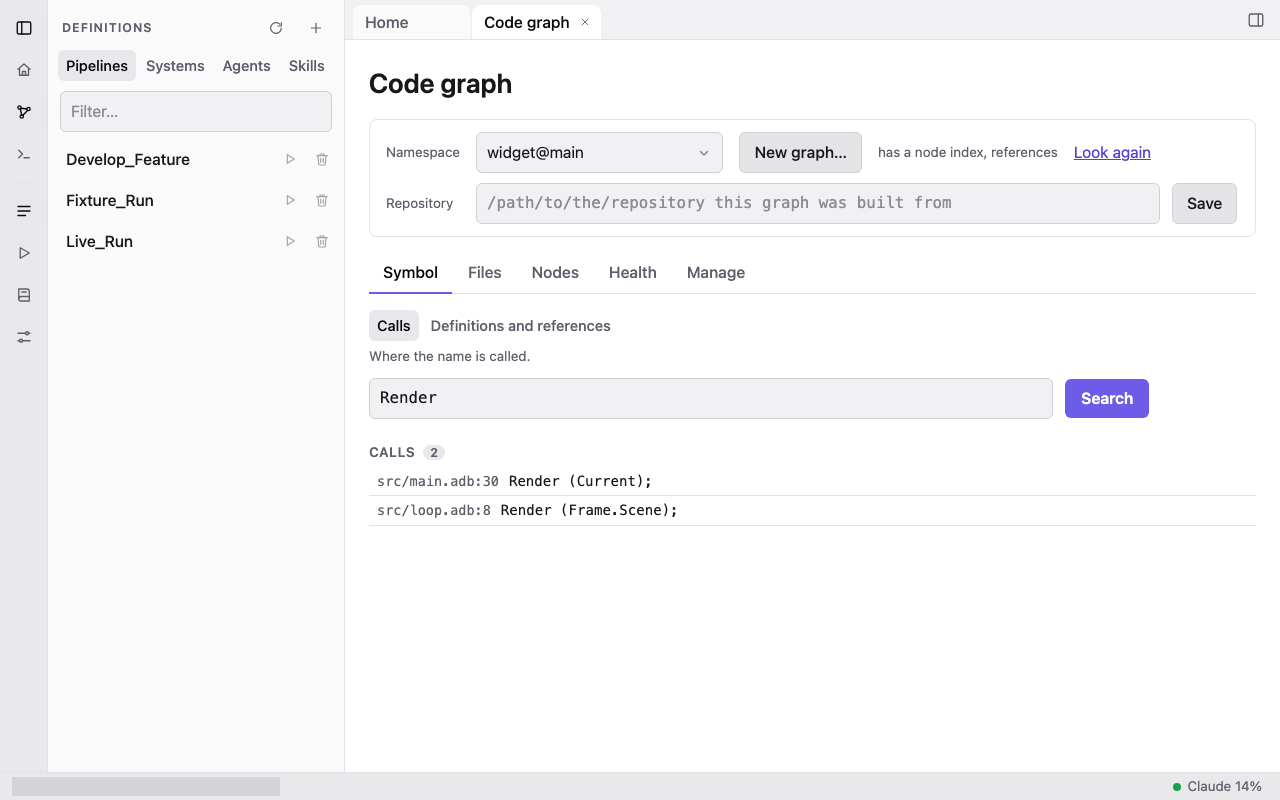 DEFINITIONS
Pipelines Systems Agents Skills
Filter...
Develop_Feature
Fixture_Run
Live_Run
Home Code graph
Code graph
Namespace widget@main New graph... has a node index, references Look again
Repository /path/to/the/repository this graph was built from Save
Symbol Files Nodes Health Manage
Calls Definitions and references
Where the name is called.
Render Search
CALLS 2
src/main.adb:30 Render (Current);
src/loop.adb:8 Render (Frame.Scene);
Claude 14%